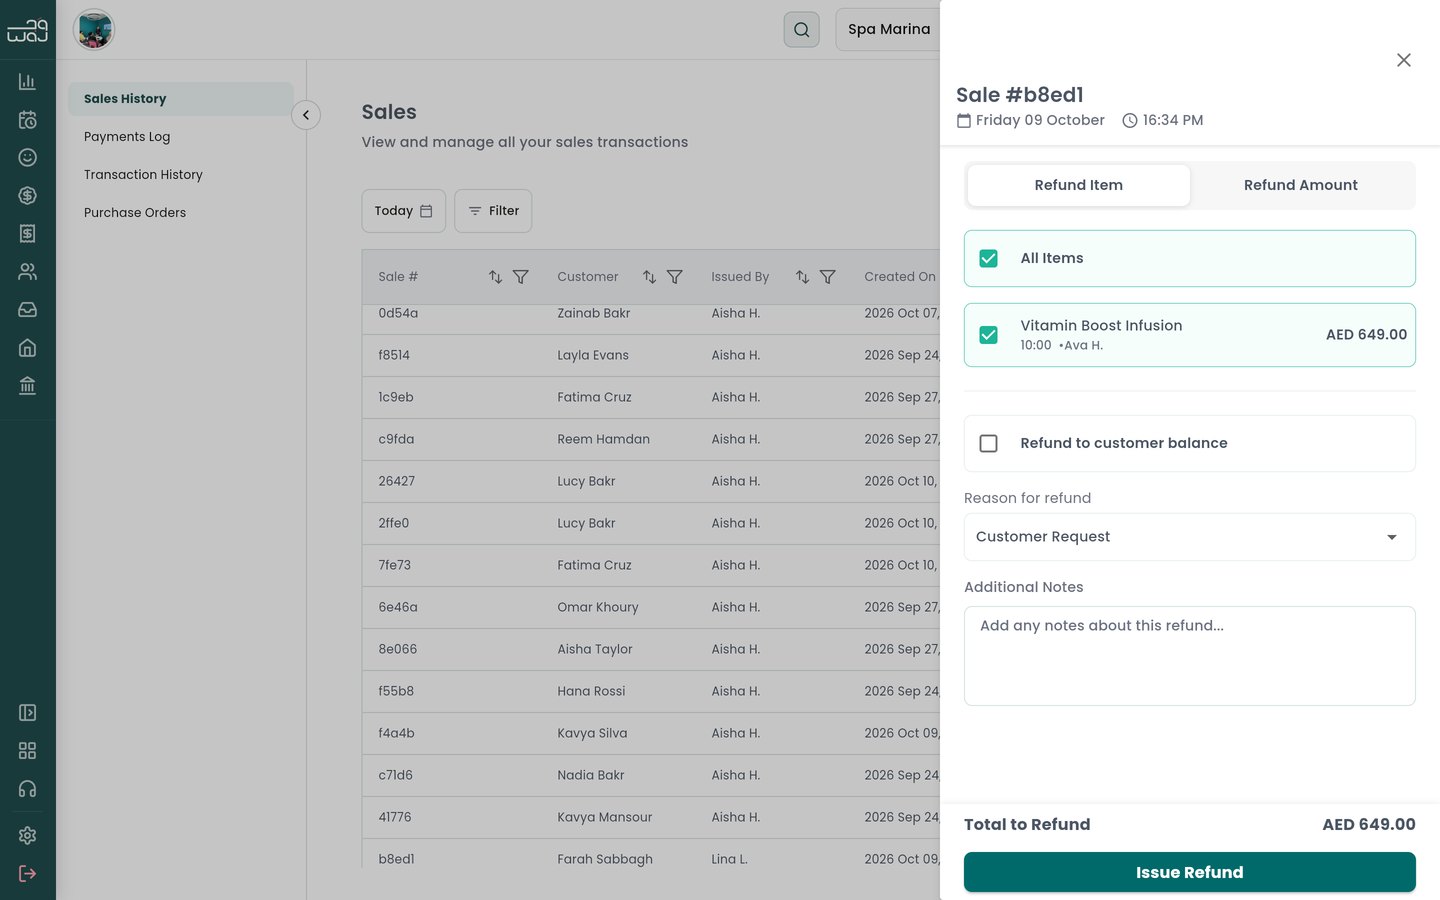 Spa Marina
Sales History
Payments Log
Transaction History
Purchase Orders
Sales
View and manage all your sales transactions
Today
Filter
Sale # Customer Issued By Created On
0d54a Zainab Bakr Aisha H. 2026 Oct 07,
f8514 Layla Evans Aisha H. 2026 Sep 24,
1c9eb Fatima Cruz Aisha H. 2026 Sep 27,
c9fda Reem Hamdan Aisha H. 2026 Sep 27,
26427 Lucy Bakr Aisha H. 2026 Oct 10,
2ffe0 Lucy Bakr Aisha H. 2026 Oct 10,
7fe73 Fatima Cruz Aisha H. 2026 Oct 10,
6e46a Omar Khoury Aisha H. 2026 Sep 27,
8e066 Aisha Taylor Aisha H. 2026 Sep 27,
f55b8 Hana Rossi Aisha H. 2026 Sep 24,
f4a4b Kavya Silva Aisha H. 2026 Oct 09,
c71d6 Nadia Bakr Aisha H. 2026 Sep 24,
41776 Kavya Mansour Aisha H. 2026 Oct 09,
b8ed1 Farah Sabbagh Lina L. 2026 Oct 09,
Sale #b8ed1
Friday 09 October 16:34 PM
Refund Item Refund Amount
All Items
Vitamin Boost Infusion AED 649.00
10:00 •Ava H.
Refund to customer balance
Reason for refund
Customer Request
Additional Notes
Add any notes about this refund...
Total to Refund AED 649.00
Issue Refund